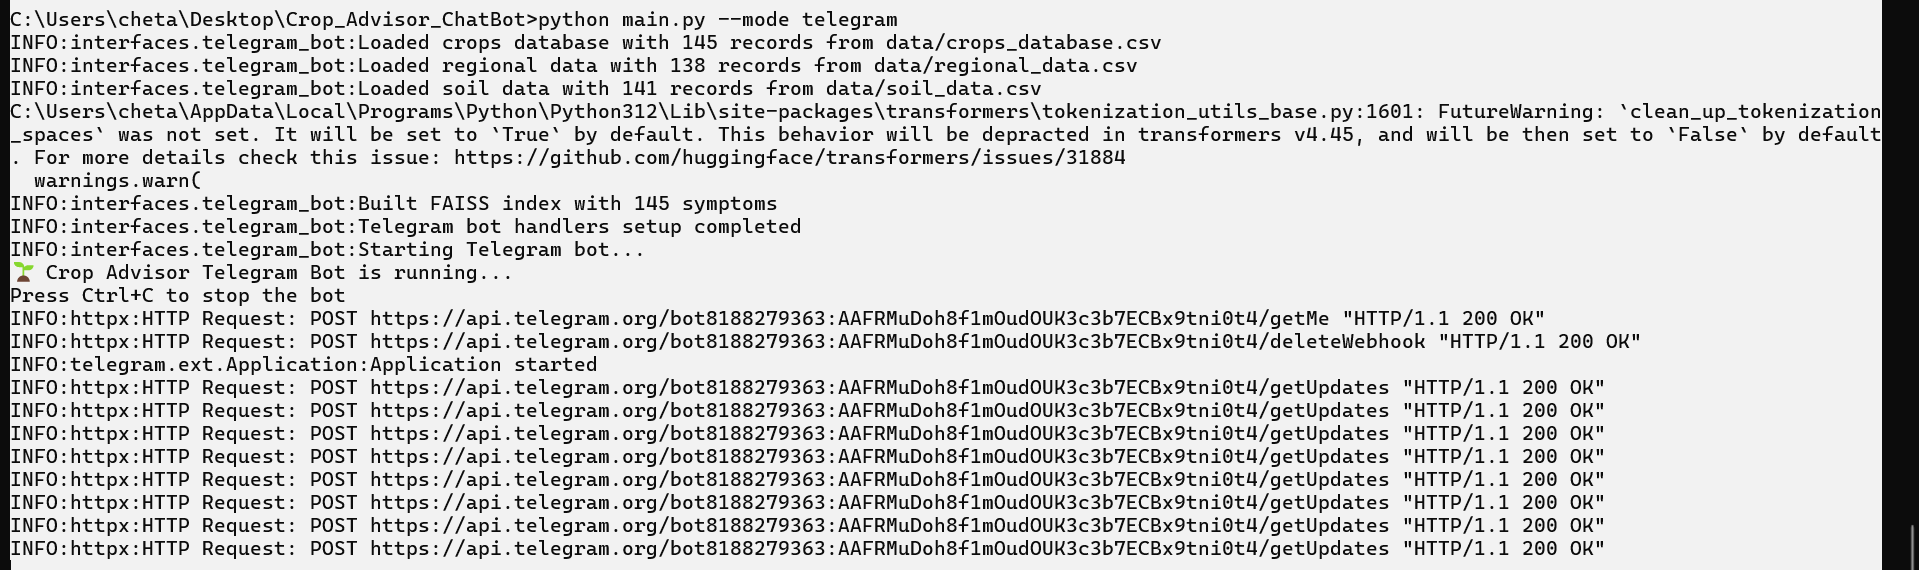 C:\Users\cheta\Desktop\Crop_Advisor_ChatBot>python main.py --mode telegram
INFO:interfaces.telegram_bot:Loaded crops database with 145 records from data/crops_database.csv
INFO:interfaces.telegram_bot:Loaded regional data with 138 records from data/regional_data.csv
INFO:interfaces.telegram_bot:Loaded soil data with 141 records from data/soil_data.csv
C:\Users\cheta\AppData\Local\Programs\Python\Python312\Lib\site-packages\transformers\tokenization_utils_base.py:1601: FutureWarning: `clean_up_tokenization
_spaces` was not set. It will be set to `True` by default. This behavior will be depracted in transformers v4.45, and will be then set to `False` by default
. For more details check this issue: https://github.com/huggingface/transformers/issues/31884
  warnings.warn(
INFO:interfaces.telegram_bot:Built FAISS index with 145 symptoms
INFO:interfaces.telegram_bot:Telegram bot handlers setup completed
INFO:interfaces.telegram_bot:Starting Telegram bot...
🌱 Crop Advisor Telegram Bot is running...
Press Ctrl+C to stop the bot
INFO:httpx:HTTP Request: POST https://api.telegram.org/bot8188279363:AAFRMuDoh8f1mOudOUK3c3b7ECBx9tni0t4/getMe "HTTP/1.1 200 OK"
INFO:httpx:HTTP Request: POST https://api.telegram.org/bot8188279363:AAFRMuDoh8f1mOudOUK3c3b7ECBx9tni0t4/deleteWebhook "HTTP/1.1 200 OK"
INFO:telegram.ext.Application:Application started
INFO:httpx:HTTP Request: POST https://api.telegram.org/bot8188279363:AAFRMuDoh8f1mOudOUK3c3b7ECBx9tni0t4/getUpdates "HTTP/1.1 200 OK"
INFO:httpx:HTTP Request: POST https://api.telegram.org/bot8188279363:AAFRMuDoh8f1mOudOUK3c3b7ECBx9tni0t4/getUpdates "HTTP/1.1 200 OK"
INFO:httpx:HTTP Request: POST https://api.telegram.org/bot8188279363:AAFRMuDoh8f1mOudOUK3c3b7ECBx9tni0t4/getUpdates "HTTP/1.1 200 OK"
INFO:httpx:HTTP Request: POST https://api.telegram.org/bot8188279363:AAFRMuDoh8f1mOudOUK3c3b7ECBx9tni0t4/getUpdates "HTTP/1.1 200 OK"
INFO:httpx:HTTP Request: POST https://api.telegram.org/bot8188279363:AAFRMuDoh8f1mOudOUK3c3b7ECBx9tni0t4/getUpdates "HTTP/1.1 200 OK"
INFO:httpx:HTTP Request: POST https://api.telegram.org/bot8188279363:AAFRMuDoh8f1mOudOUK3c3b7ECBx9tni0t4/getUpdates "HTTP/1.1 200 OK"
INFO:httpx:HTTP Request: POST https://api.telegram.org/bot8188279363:AAFRMuDoh8f1mOudOUK3c3b7ECBx9tni0t4/getUpdates "HTTP/1.1 200 OK"
INFO:httpx:HTTP Request: POST https://api.telegram.org/bot8188279363:AAFRMuDoh8f1mOudOUK3c3b7ECBx9tni0t4/getUpdates "HTTP/1.1 200 OK"